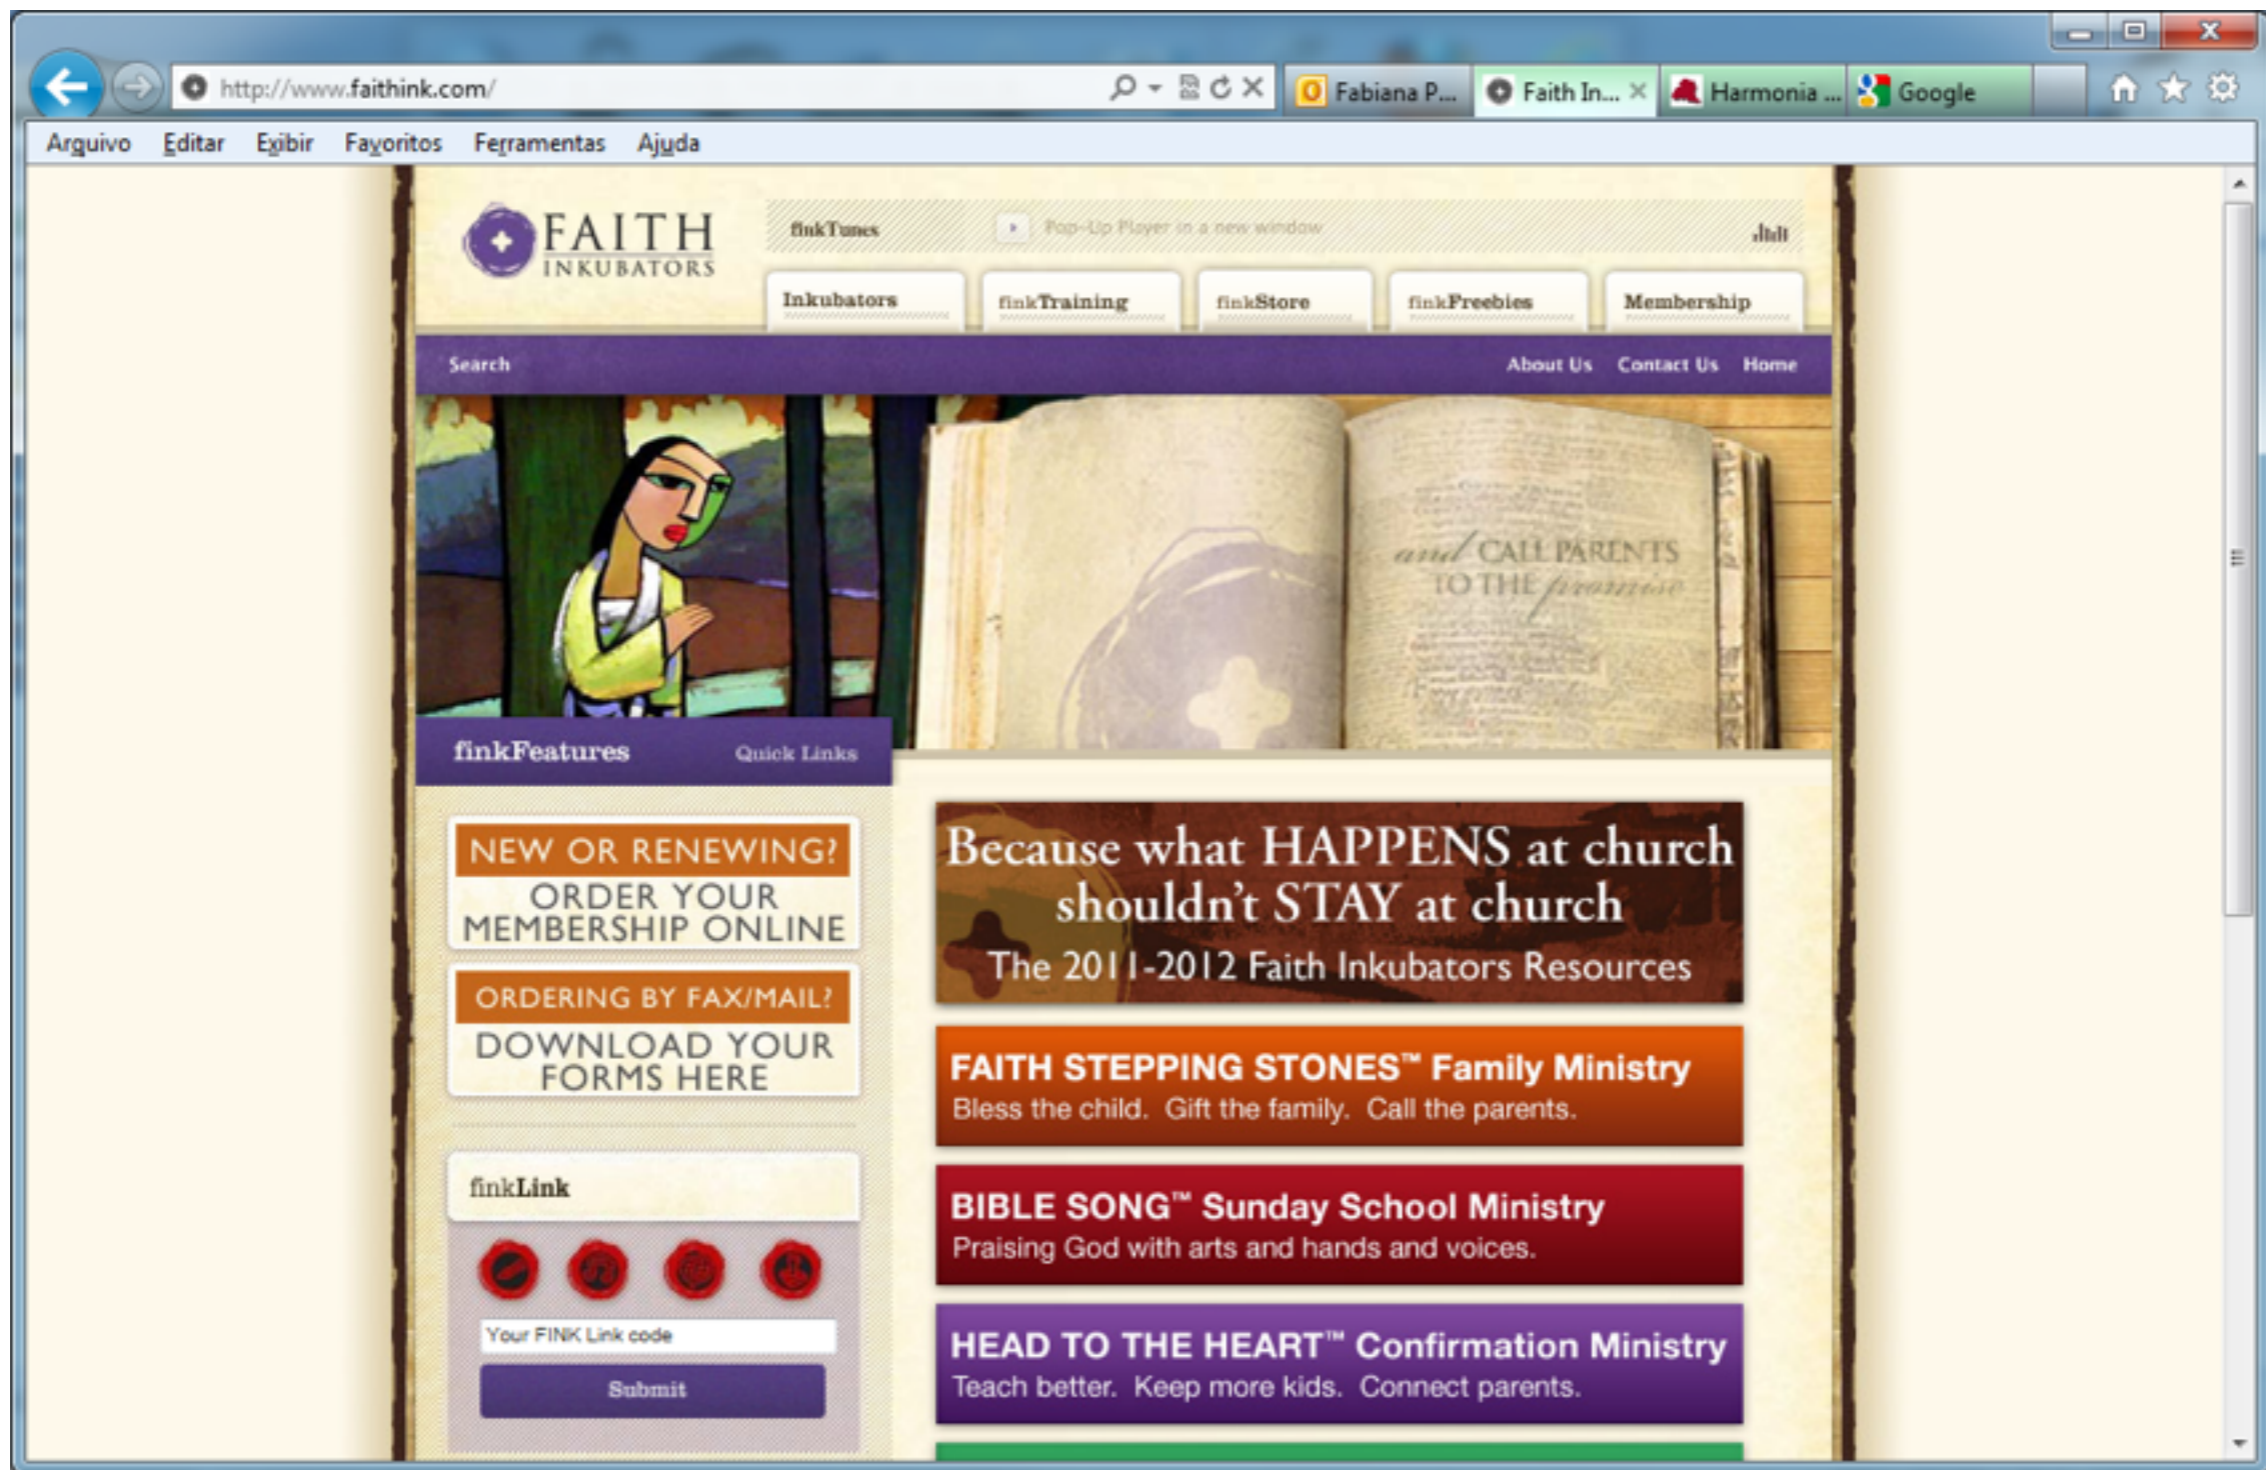 http://www.faithink.com/
Fabiana P...
Faith In...
Harmonia ...
Google
Arquivo Editar Exibir Favoritos Ferramentas Ajuda
FAITH
INKUBATORS
finkTunes
Pop-Up Player in a new window
Inkubators
finkTraining
finkStore
finkFreebies
Membership
Search
About Us Contact Us Home
and CALL PARENTS
TO THE promise
finkFeatures
Quick Links
NEW OR RENEWING?
ORDER YOUR
MEMBERSHIP ONLINE
ORDERING BY FAX/MAIL?
DOWNLOAD YOUR
FORMS HERE
finkLink
Your FINK Link code
Submit
Because what HAPPENS at church
shouldn't STAY at church
The 2011-2012 Faith Inkubators Resources
FAITH STEPPING STONES™ Family Ministry
Bless the child. Gift the family. Call the parents.
BIBLE SONG™ Sunday School Ministry
Praising God with arts and hands and voices.
HEAD TO THE HEART™ Confirmation Ministry
Teach better. Keep more kids. Connect parents.